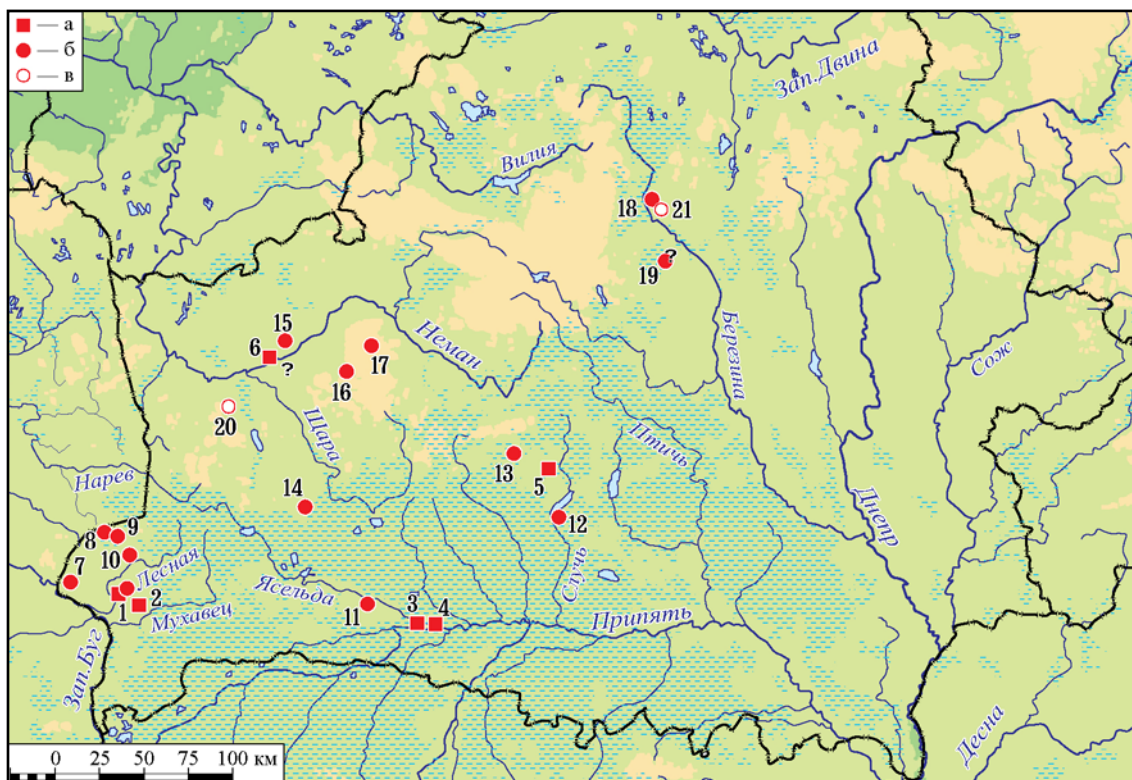 — а
— б
— в
Зап.Двина
Вилия
18
21
19
?
Березина
15
6
?
Неман
17
16
20
Щара
Сож
Птичь
13
5
Нарев
14
12
Днепр
8
9
10
7
Лесная
1
2
Мухавец
Ясельда
11
3
4
Случь
Припять
Зап.Буг
Десна
0 25 50 100 км